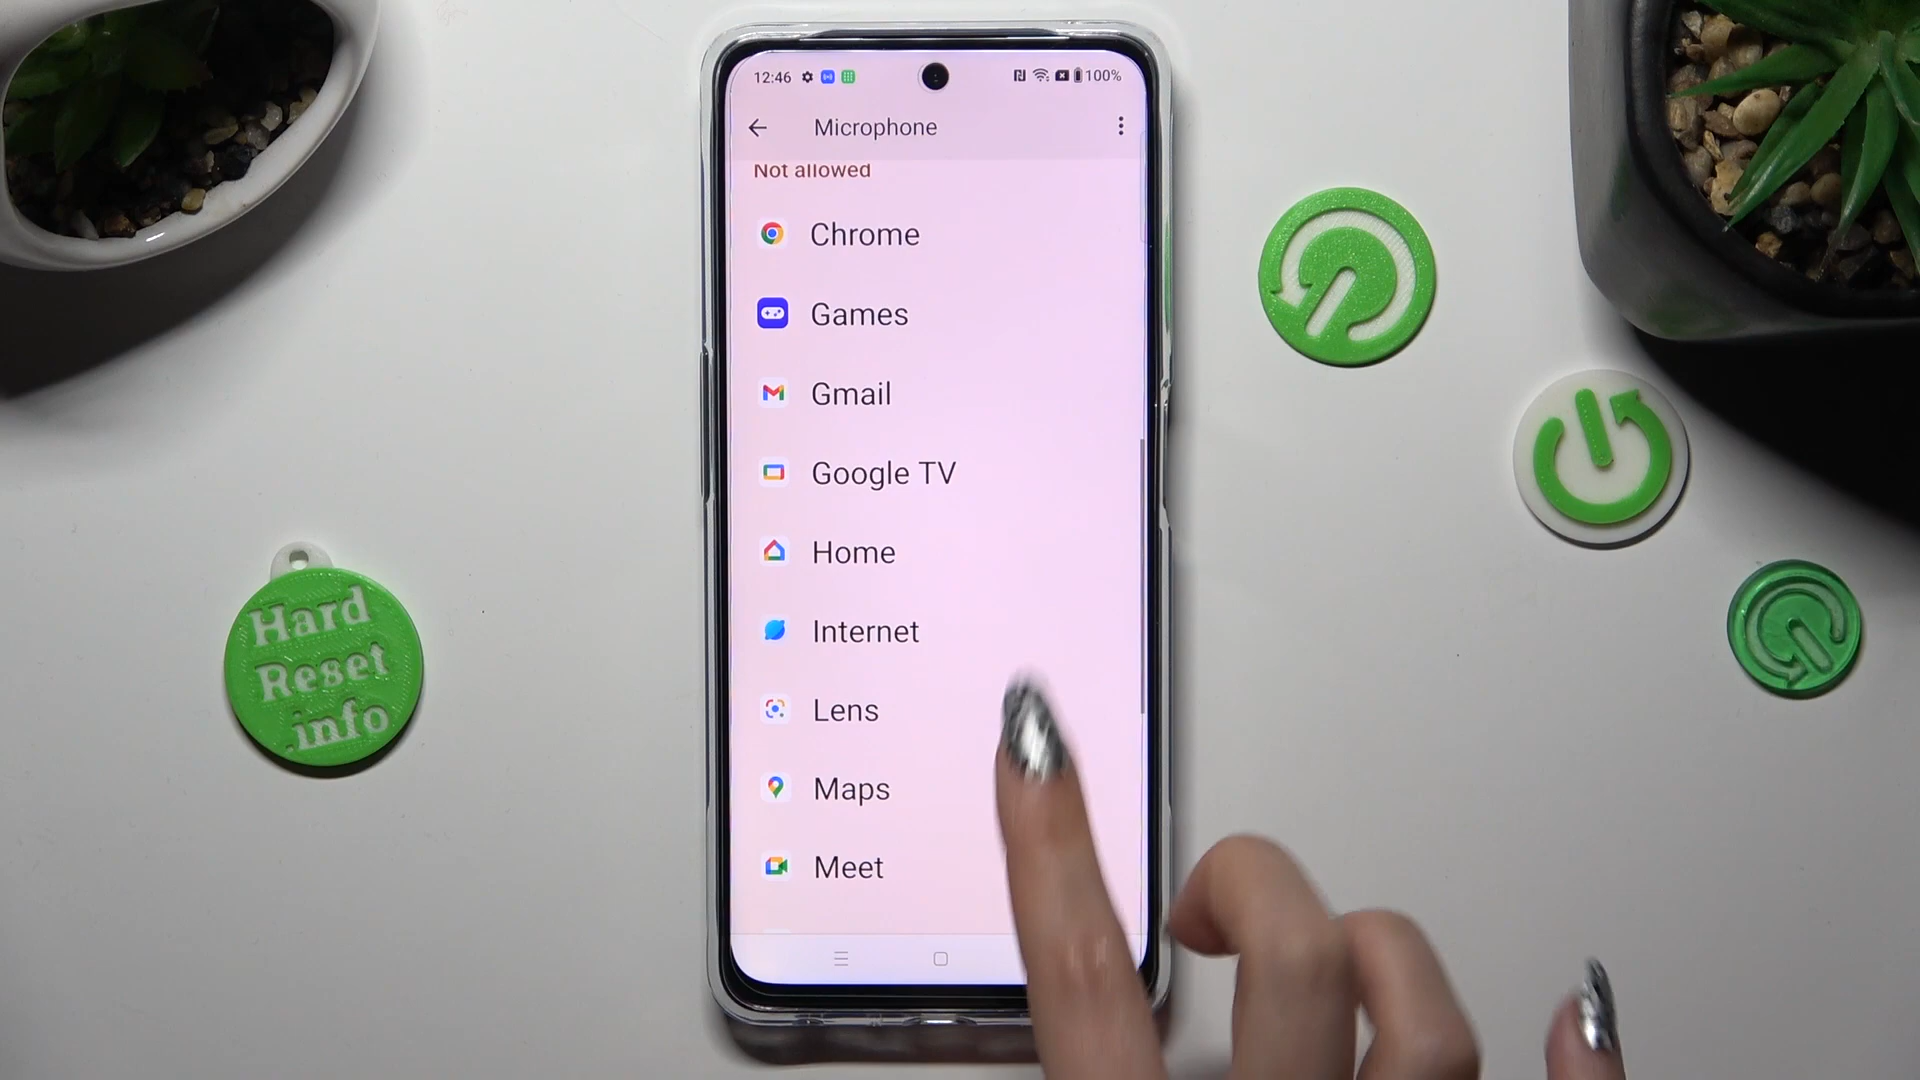 12:46
100%
Microphone
Not allowed
Chrome
Games
Gmail
Google TV
Home
Internet
Lens
Maps
Meet
Hard
Reset
.info